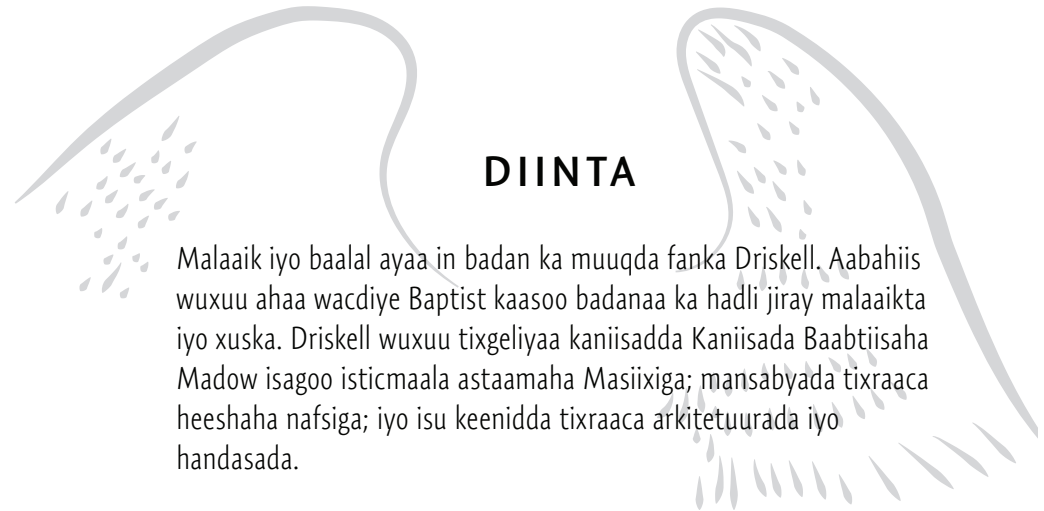 DIINTA
Malaaik iyo baalal ayaa in badan ka muuqda fanka Driskell. Aabahiis
wuxuu ahaa wacdiye Baptist kaasoo badanaa ka hadli jiray malaaikta
iyo xuska. Driskell wuxuu tixgeliyaa kaniisadda Kaniisada Baabtiisaha
Madow isagoo isticmaala astaamaha Masiixiga; mansabyada tixraaca
heeshaha nafsiga; iyo isu keenidda tixraaca arkitetuurada iyo
handasada.